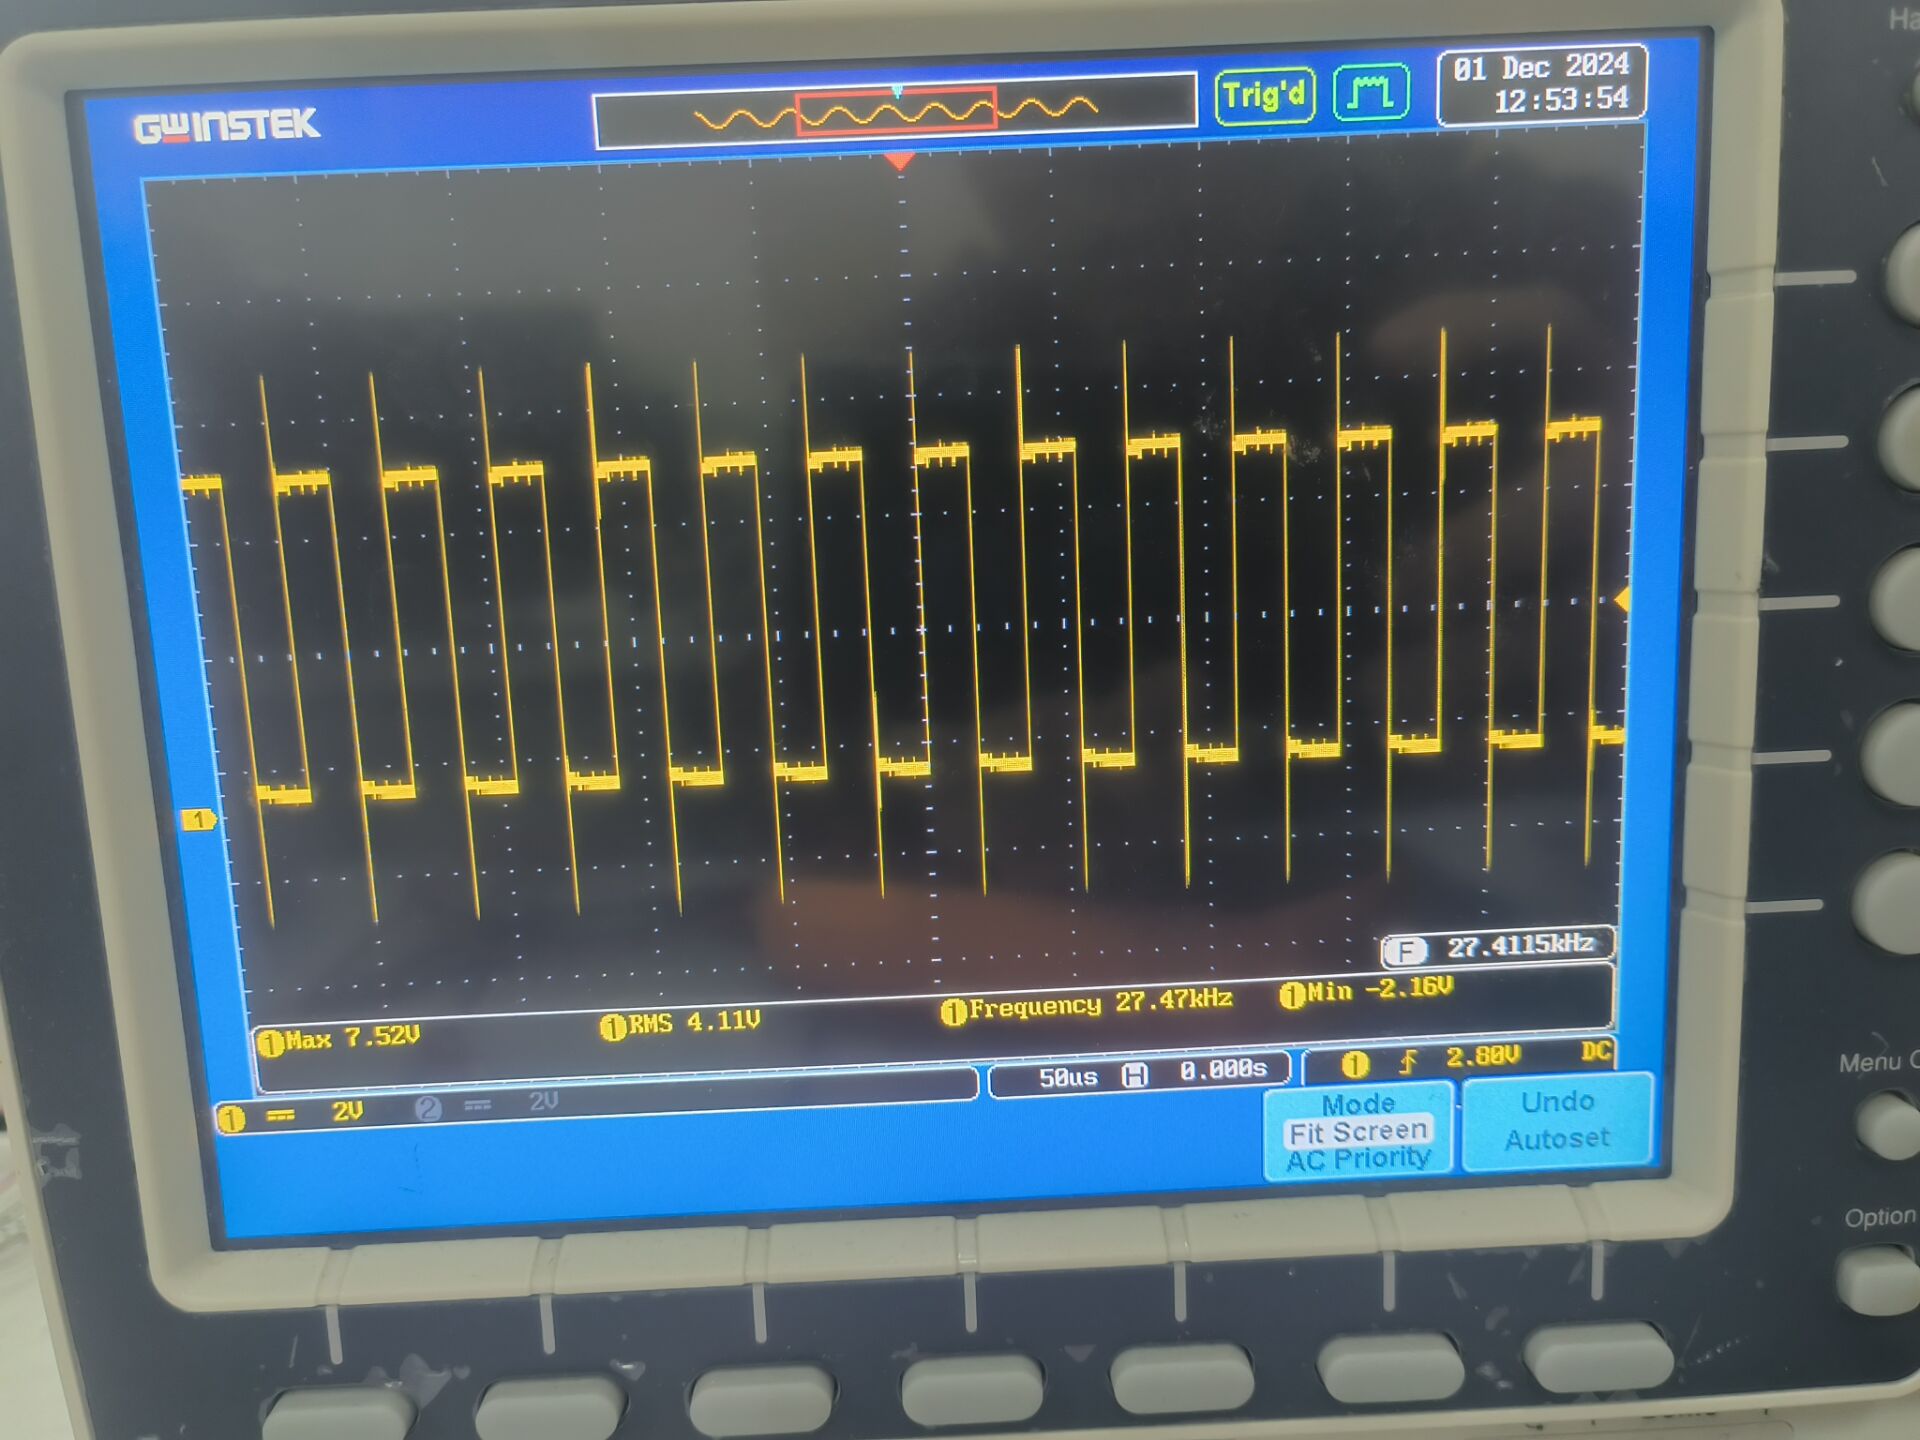 GWINSTEK
Trig'd
01 Dec 2024
12:53:54
1
F 27.4115kHz
1 Max 7.52V
1 RMS 4.11V
1 Frequency 27.47kHz
1 Min -2.16V
50us H 0.000s
1 2.80V DC
1 2V
2 2V
Mode
Fit Screen
AC Priority
Undo
Autoset
Menu
Option